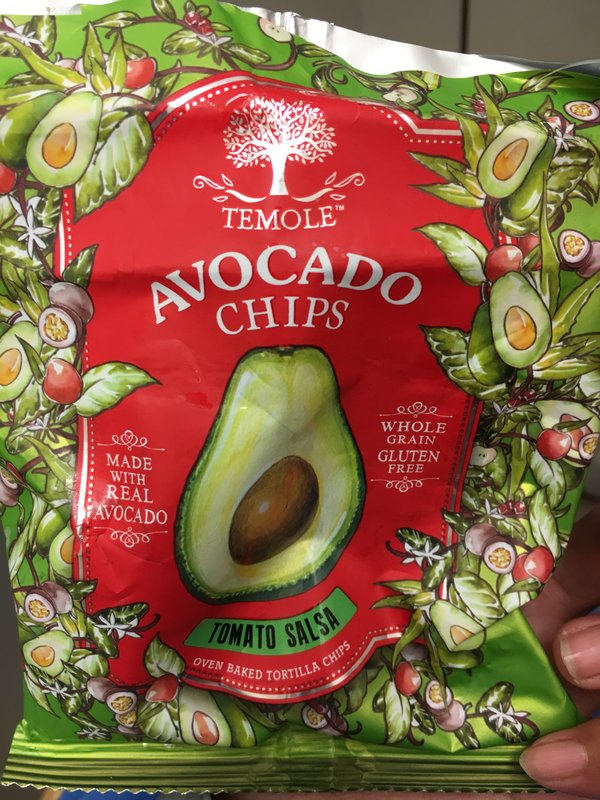 TEMOLE™
AVOCADO
CHIPS
MADE
WITH
REAL
AVOCADO
WHOLE
GRAIN
GLUTEN
FREE
TOMATO SALSA
OVEN BAKED TORTILLA CHIPS